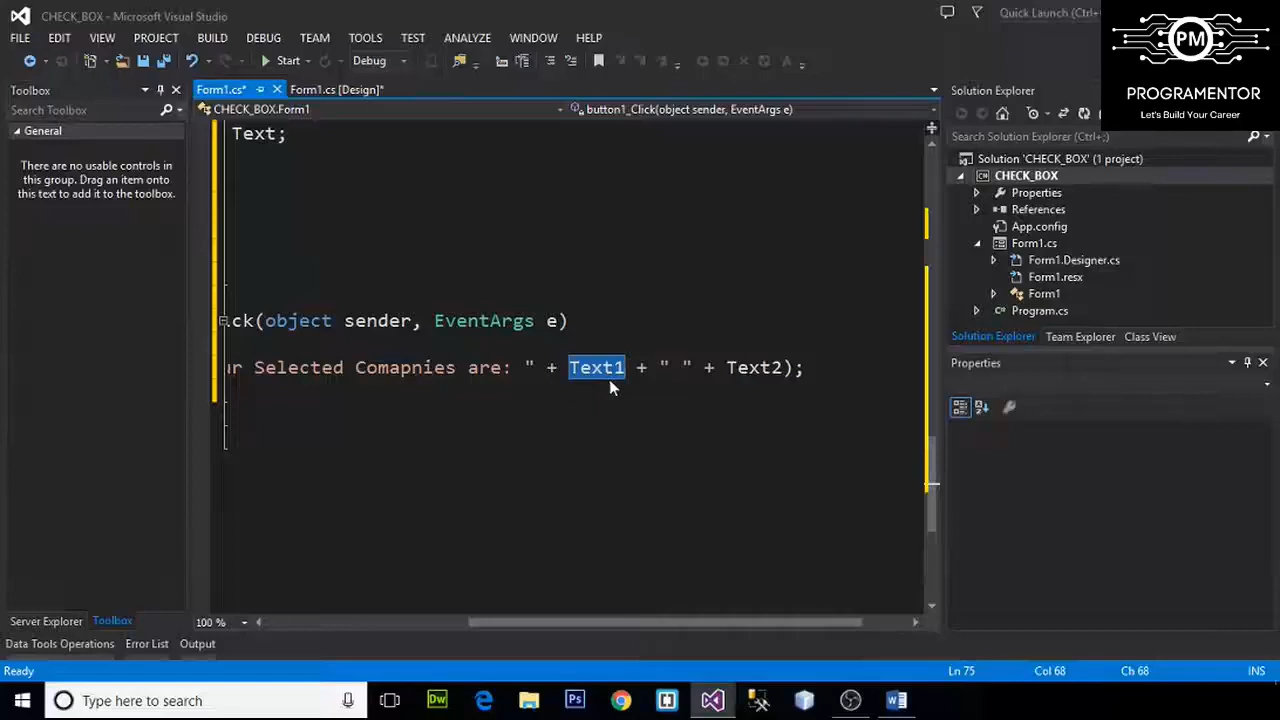 CHECK_BOX - Microsoft Visual Studio
Quick Launch (Ctrl+
FILE EDIT VIEW PROJECT BUILD DEBUG TEAM TOOLS TEST ANALYZE WINDOW HELP
Start Debug
PM
PROGRAMENTOR
Let's Build Your Career
Toolbox
Search Toolbox
General
There are no usable controls in
this group. Drag an item onto
this text to add it to the toolbox.
Form1.cs* Form1.cs [Design]*
CHECK_BOX.Form1 button1_Click(object sender, EventArgs e)
Text;
ck(object sender, EventArgs e)
ur Selected Comapnies are: " + Text1 + " " + Text2);
100 %
Solution Explorer
Search Solution Explorer (Ctrl+;)
Solution 'CHECK_BOX' (1 project)
CHECK_BOX
Properties
References
App.config
Form1.cs
Form1.Designer.cs
Form1.resx
Form1
Program.cs
Solution Explorer Team Explorer Class View
Properties
Server Explorer Toolbox
Data Tools Operations Error List Output
Ready Ln 75 Col 68 Ch 68 INS
Type here to search
Dw
Ps